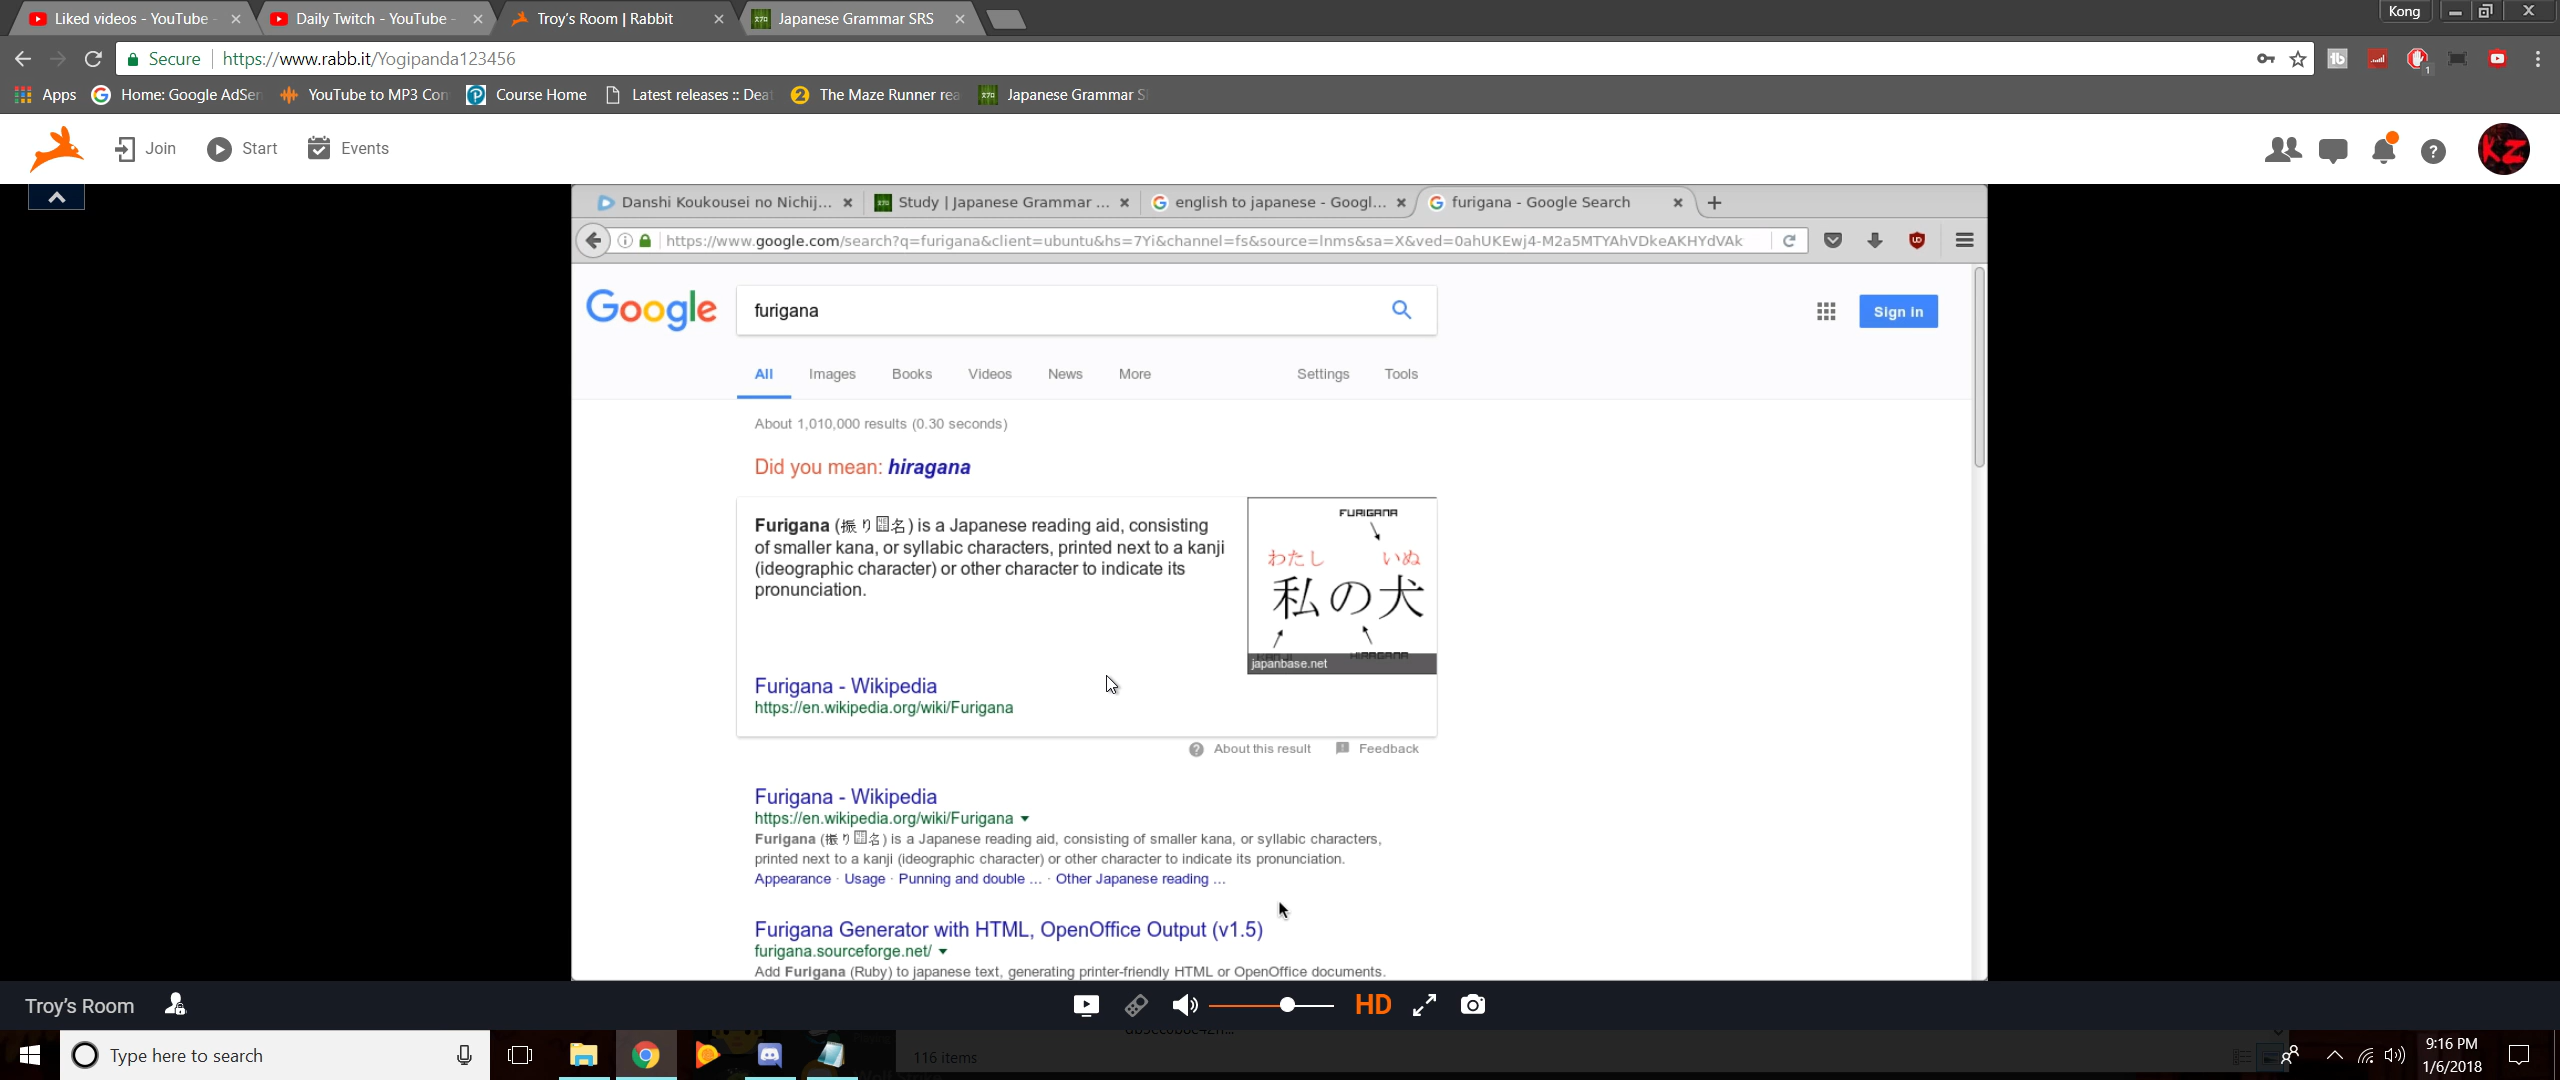 Liked videos - YouTube -
Daily Twitch - YouTube -
Troy's Room | Rabbit
Japanese Grammar SRS
Kong
Secure
https://www.rabb.it/Yogipanda123456
1
Apps
Home: Google AdSen
YouTube to MP3 Con
Course Home
Latest releases :: Deat
The Maze Runner rea
Japanese Grammar S
Join
Start
Events
KZ
Danshi Koukousei no Nichij...
Study | Japanese Grammar ...
english to japanese - Googl...
furigana - Google Search
https://www.google.com/search?q=furigana&client=ubuntu&hs=7Yi&channel=fs&source=lnms&sa=X&ved=0ahUKEwj4-M2a5MTYAhVDkeAKHYdVAk
Google
furigana
Sign in
All
Images
Books
Videos
News
More
Settings
Tools
About 1,010,000 results (0.30 seconds)
Did you mean: hiragana
Furigana (振り名) is a Japanese reading aid, consisting
of smaller kana, or syllabic characters, printed next to a kanji
(ideographic character) or other character to indicate its
pronunciation.
FURIGANA
わたし いぬ
私の犬
KANJI HIRAGANA
japanbase.net
Furigana - Wikipedia
https://en.wikipedia.org/wiki/Furigana
About this result
Feedback
Furigana - Wikipedia
https://en.wikipedia.org/wiki/Furigana
Furigana (振り名) is a Japanese reading aid, consisting of smaller kana, or syllabic characters,
printed next to a kanji (ideographic character) or other character to indicate its pronunciation.
Appearance · Usage · Punning and double ... · Other Japanese reading ...
Furigana Generator with HTML, OpenOffice Output (v1.5)
furigana.sourceforge.net/
Add Furigana (Ruby) to japanese text, generating printer-friendly HTML or OpenOffice documents.
Troy's Room
HD
Type here to search
116 items
9:16 PM
1/6/2018